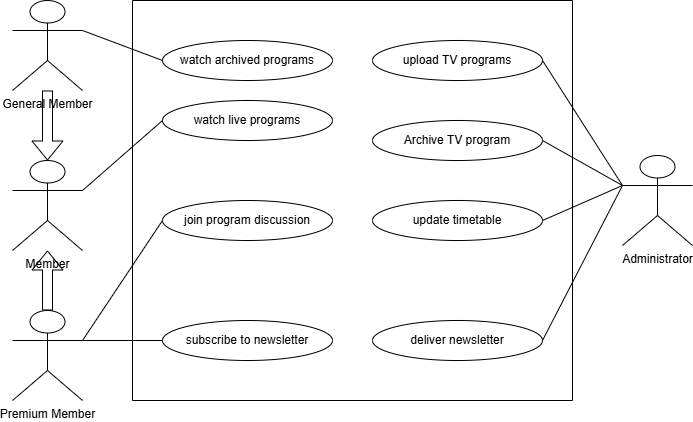 watch archived programs
upload TV programs
General Member
watch live programs
Archive TV program
join program discussion
update timetable
Member
Administrator
subscribe to newsletter
deliver newsletter
Premium Member